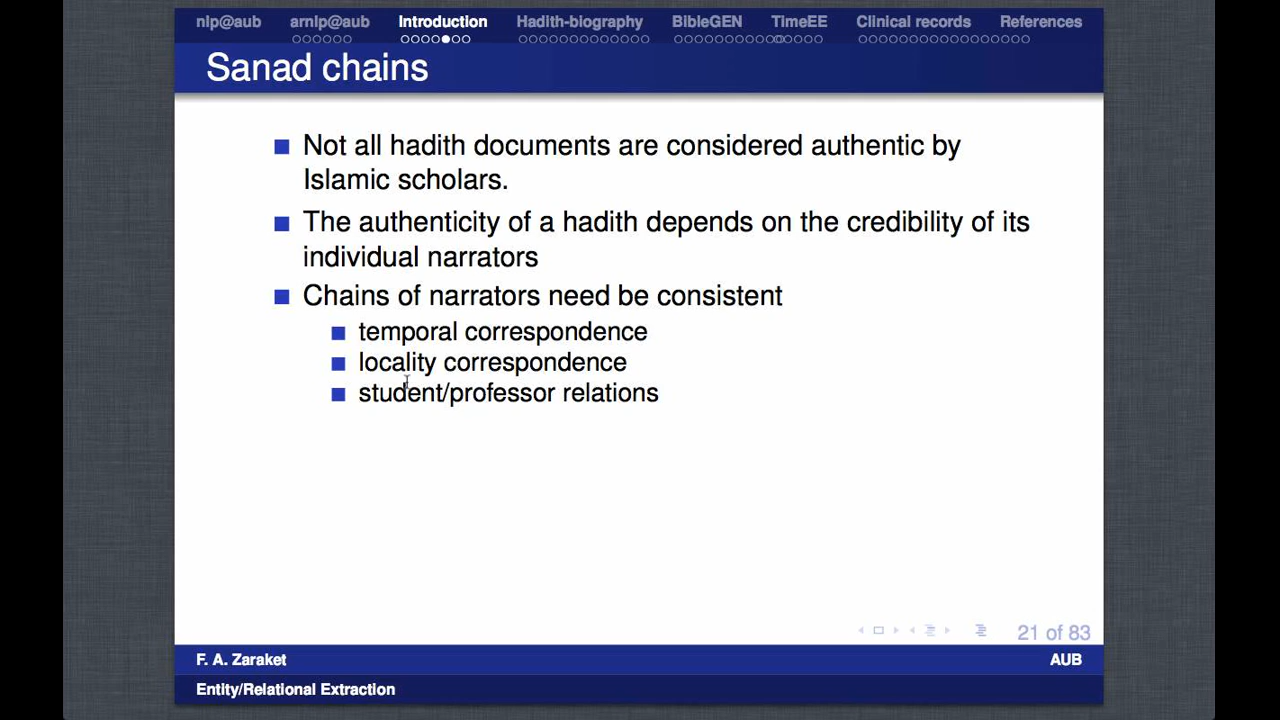 nlp@aub arnlp@aub Introduction Hadith-biography BibleGEN TimeEE Clinical records References
Sanad chains
Not all hadith documents are considered authentic by
Islamic scholars.
The authenticity of a hadith depends on the credibility of its
individual narrators
Chains of narrators need be consistent
temporal correspondence
locality correspondence
student/professor relations
21 of 83
F. A. Zaraket AUB
Entity/Relational Extraction